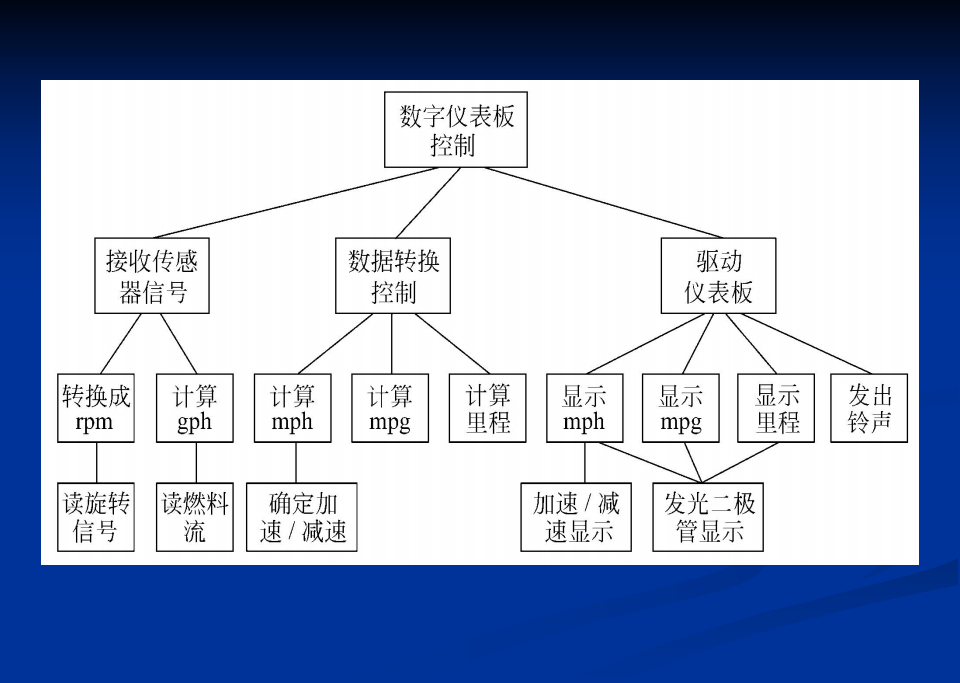 数字仪表板
控制
接收传感
器信号
数据转换
控制
驱动
仪表板
转换成
rpm
计算
gph
计算
mph
计算
mpg
计算
里程
显示
mph
显示
mpg
显示
里程
发出
铃声
读旋转
信号
读燃料
流
确定加
速/减速
加速/减
速显示
发光二极
管显示